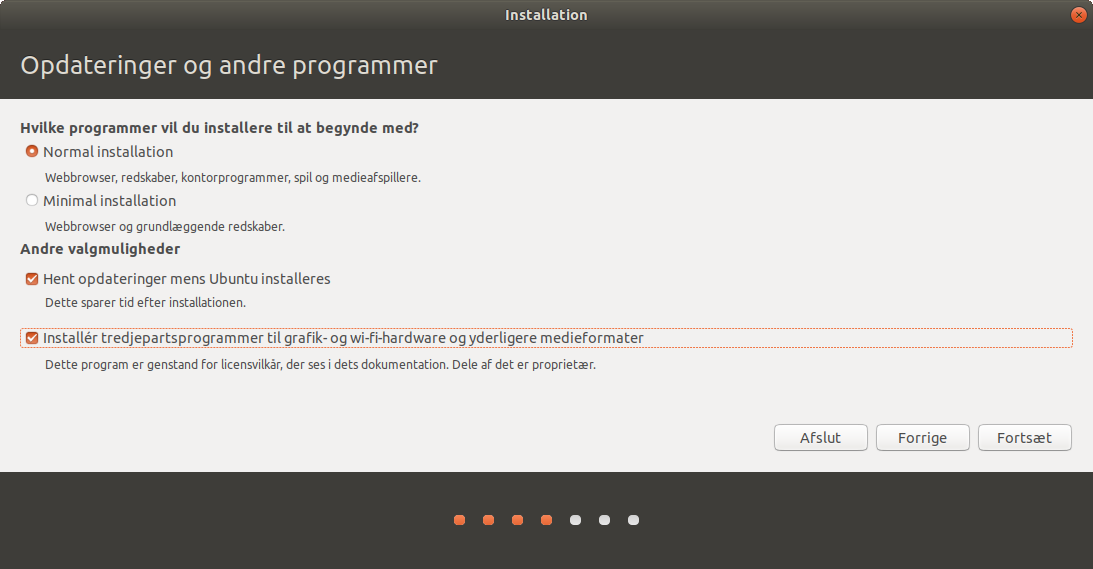 Installation
Opdateringer og andre programmer
Hvilke programmer vil du installere til at begynde med?
Normal installation
Webbrowser, redskaber, kontorprogrammer, spil og medieafspillere.
Minimal installation
Webbrowser og grundlæggende redskaber.
Andre valgmuligheder
Hent opdateringer mens Ubuntu installeres
Dette sparer tid efter installationen.
Installér tredjepartsprogrammer til grafik- og wi-fi-hardware og yderligere medieformater
Dette program er genstand for licensvilkår, der ses i dets dokumentation. Dele af det er proprietær.
Afslut
Forrige
Fortsæt